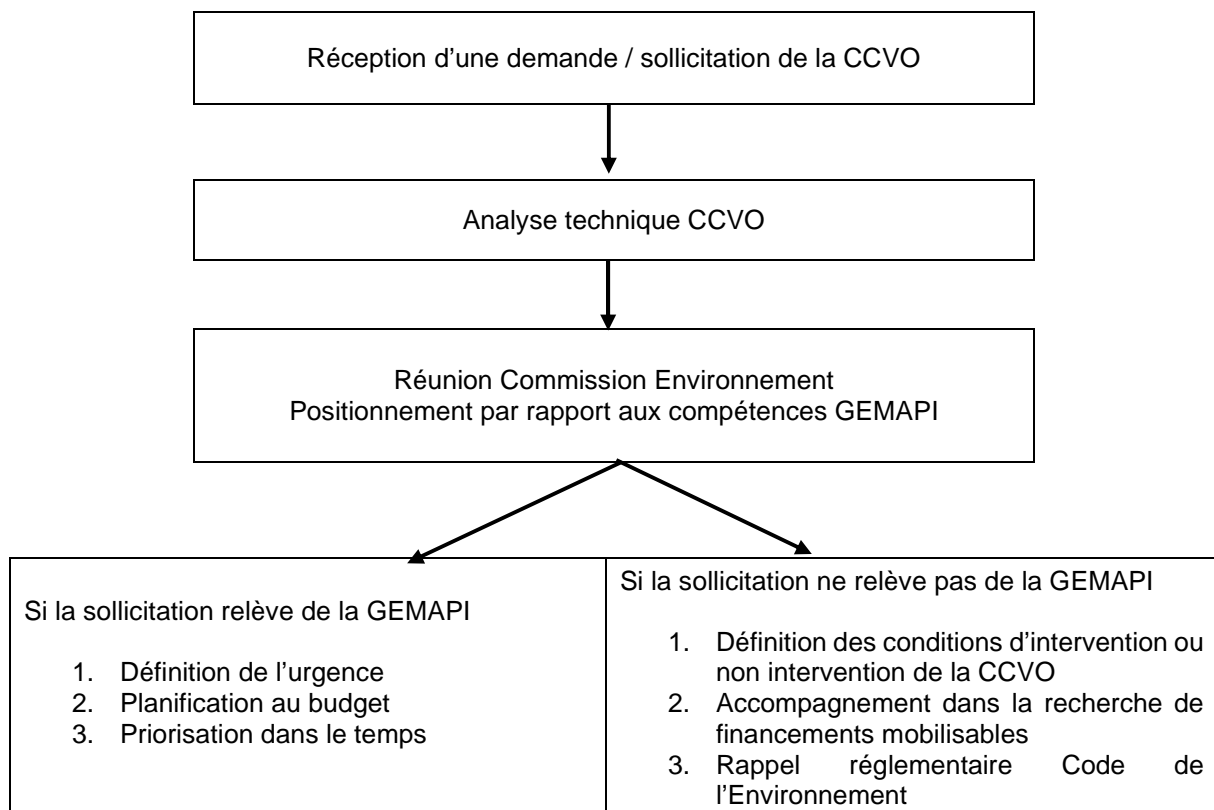 Réception d’une demande / sollicitation de la CCVO
Analyse technique CCVO
Réunion Commission Environnement
Positionnement par rapport aux compétences GEMAPI
Si la sollicitation relève de la GEMAPI
1. Définition de l’urgence
2. Planification au budget
3. Priorisation dans le temps
Si la sollicitation ne relève pas de la GEMAPI
1. Définition des conditions d’intervention ou
non intervention de la CCVO
2. Accompagnement dans la recherche de
financements mobilisables
3. Rappel réglementaire Code de
l’Environnement